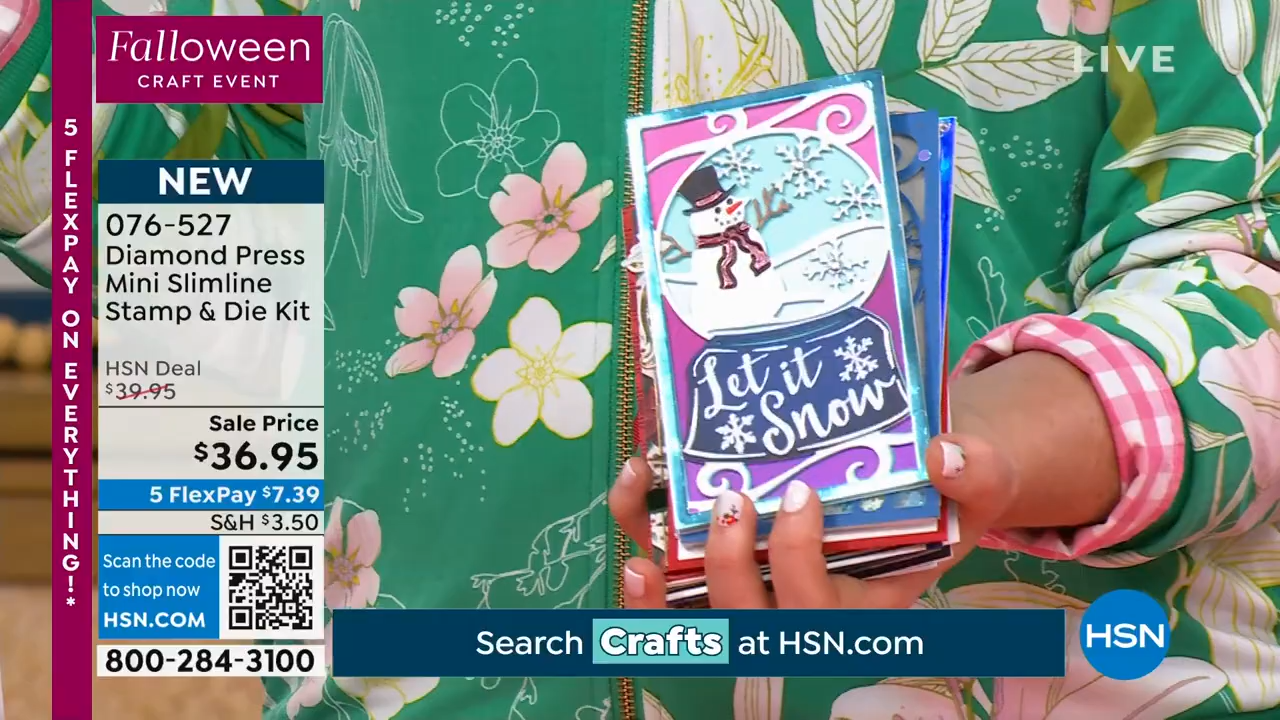 Falloween
CRAFT EVENT
LIVE
5 FLEXPAY ON EVERYTHING!*
NEW
076-527
Diamond Press
Mini Slimline
Stamp & Die Kit
HSN Deal
$39.95
Sale Price
$36.95
5 FlexPay $7.39
S&H $3.50
Scan the code
to shop now
HSN.COM
800-284-3100
Let it
Snow
Search Crafts at HSN.com
HSN